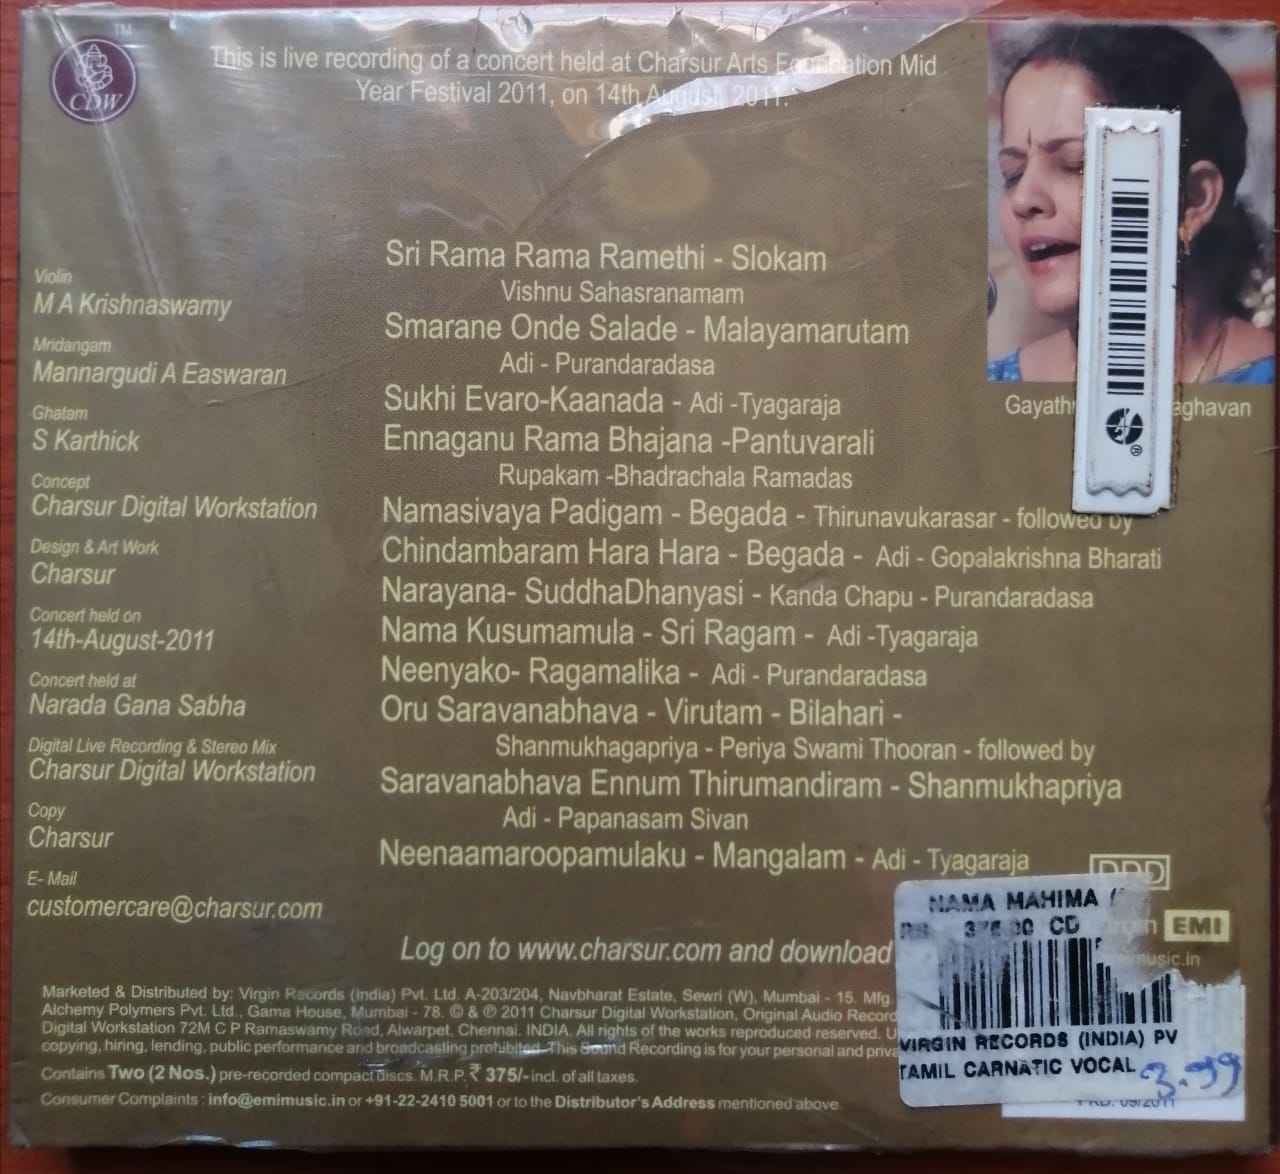 TM
CDW
This is live recording of a concert held at Charsur Arts Foundation Mid
Year Festival 2011, on 14th August 2011.
Violin
M A Krishnaswamy
Mridangam
Mannargudi A Easwaran
Ghatam
S Karthick
Concept
Charsur Digital Workstation
Design & Art Work
Charsur
Concert held on
14th-August-2011
Concert held at
Narada Gana Sabha
Digital Live Recording & Stereo Mix
Charsur Digital Workstation
Copy
Charsur
E- Mail
customercare@charsur.com
Sri Rama Rama Ramethi - Slokam
Vishnu Sahasranamam
Smarane Onde Salade - Malayamarutam
Adi - Purandaradasa
Sukhi Evaro-Kaanada - Adi -Tyagaraja
Ennaganu Rama Bhajana -Pantuvarali
Rupakam -Bhadrachala Ramadas
Namasivaya Padigam - Begada - Thirunavukarasar - followed by
Chindambaram Hara Hara - Begada - Adi - Gopalakrishna Bharati
Narayana- SuddhaDhanyasi - Kanda Chapu - Purandaradasa
Nama Kusumamula - Sri Ragam - Adi -Tyagaraja
Neenyako- Ragamalika - Adi - Purandaradasa
Oru Saravanabhava - Virutam - Bilahari -
Shanmukhagapriya - Periya Swami Thooran - followed by
Saravanabhava Ennum Thirumandiram - Shanmukhapriya
Adi - Papanasam Sivan
Neenaamaroopamulaku - Mangalam - Adi - Tyagaraja
DDD
EMI
Log on to www.charsur.com and download
Marketed & Distributed by: Virgin Records (India) Pvt. Ltd. A-203/204, Navbharat Estate, Sewri (W), Mumbai - 15. Mfg.
Alchemy Polymers Pvt. Ltd., Gama House, Mumbai - 78. © & ℗ 2011 Charsur Digital Workstation, Original Audio
Digital Workstation 72M C P Ramaswamy Road, Alwarpet, Chennai. INDIA. All rights of the works reproduced reserved.
copying, hiring, lending, public performance and broadcasting prohibited. This Sound Recording is for your personal and
Contains Two (2 Nos.) pre-recorded compact discs. M.R.P.₹ 375/- incl. of all taxes.
Consumer Complaints : info@emimusic.in or +91-22-2410 5001 or to the Distributor's Address mentioned above
NAMA MAHIMA
RS 375.00 CD
VIRGIN RECORDS (INDIA) PV
TAMIL CARNATIC VOCAL
3.99